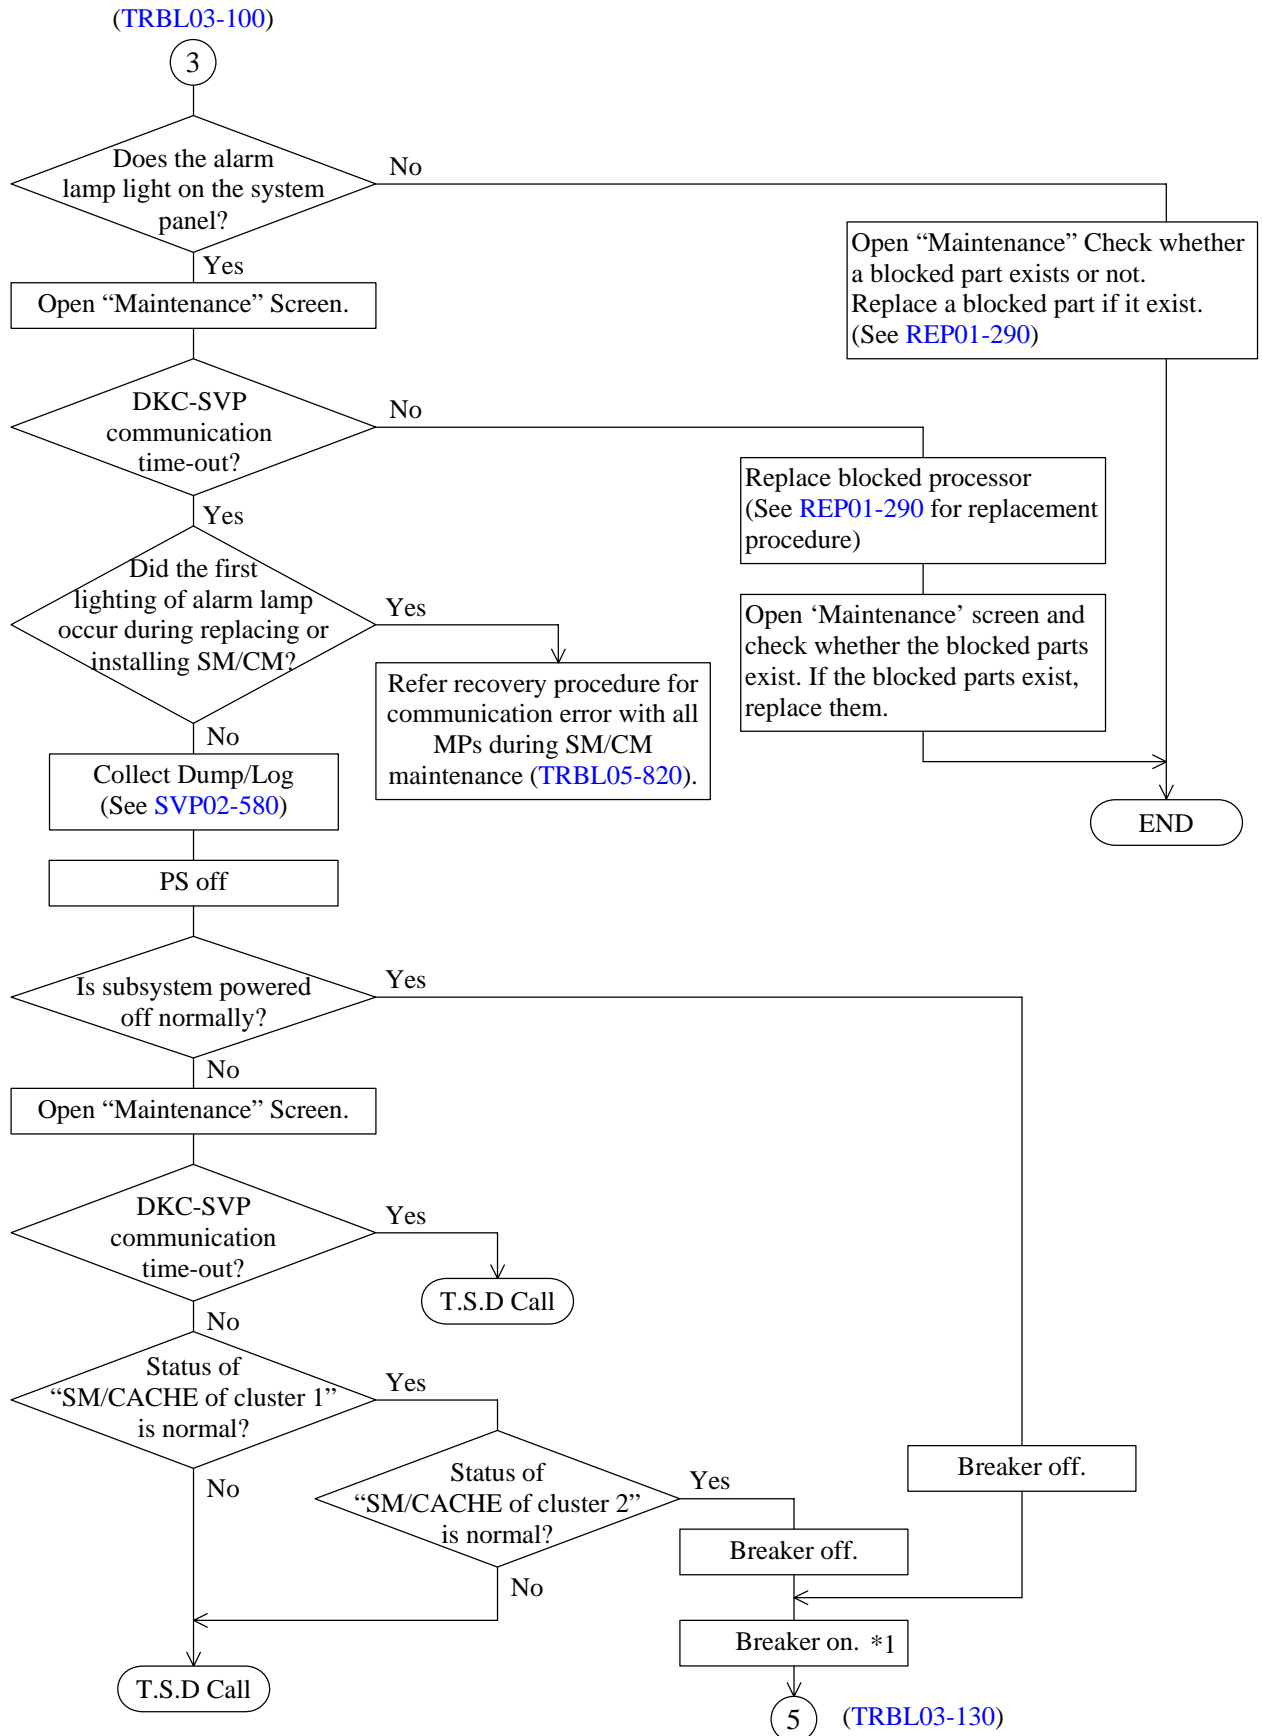 (TRBL03-100)
3
Does the alarm
lamp light on the system
panel?
No
Yes
Open “Maintenance” Check whether
a blocked part exists or not.
Replace a blocked part if it exist.
(See REP01-290)
Open “Maintenance” Screen.
DKC-SVP
communication
time-out?
No
Yes
Replace blocked processor
(See REP01-290 for replacement
procedure)
Did the first
lighting of alarm lamp
occur during replacing or
installing SM/CM?
Yes
No
Open ‘Maintenance’ screen and
check whether the blocked parts
exist. If the blocked parts exist,
replace them.
Refer recovery procedure for
communication error with all
MPs during SM/CM
maintenance (TRBL05-820).
Collect Dump/Log
(See SVP02-580)
END
PS off
Is subsystem powered
off normally?
Yes
No
Open “Maintenance” Screen.
DKC-SVP
communication
time-out?
Yes
T.S.D Call
No
Status of
“SM/CACHE of cluster 1”
is normal?
Yes
No
Status of
“SM/CACHE of cluster 2”
is normal?
Yes
No
Breaker off.
Breaker off.
Breaker on. *1
T.S.D Call
5
(TRBL03-130)